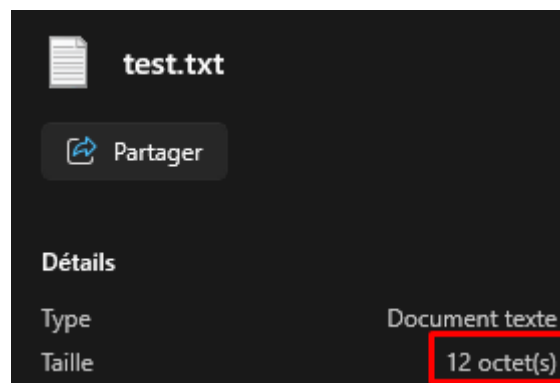 test.txt
Partager
Détails
Type Document texte
Taille 12 octet(s)